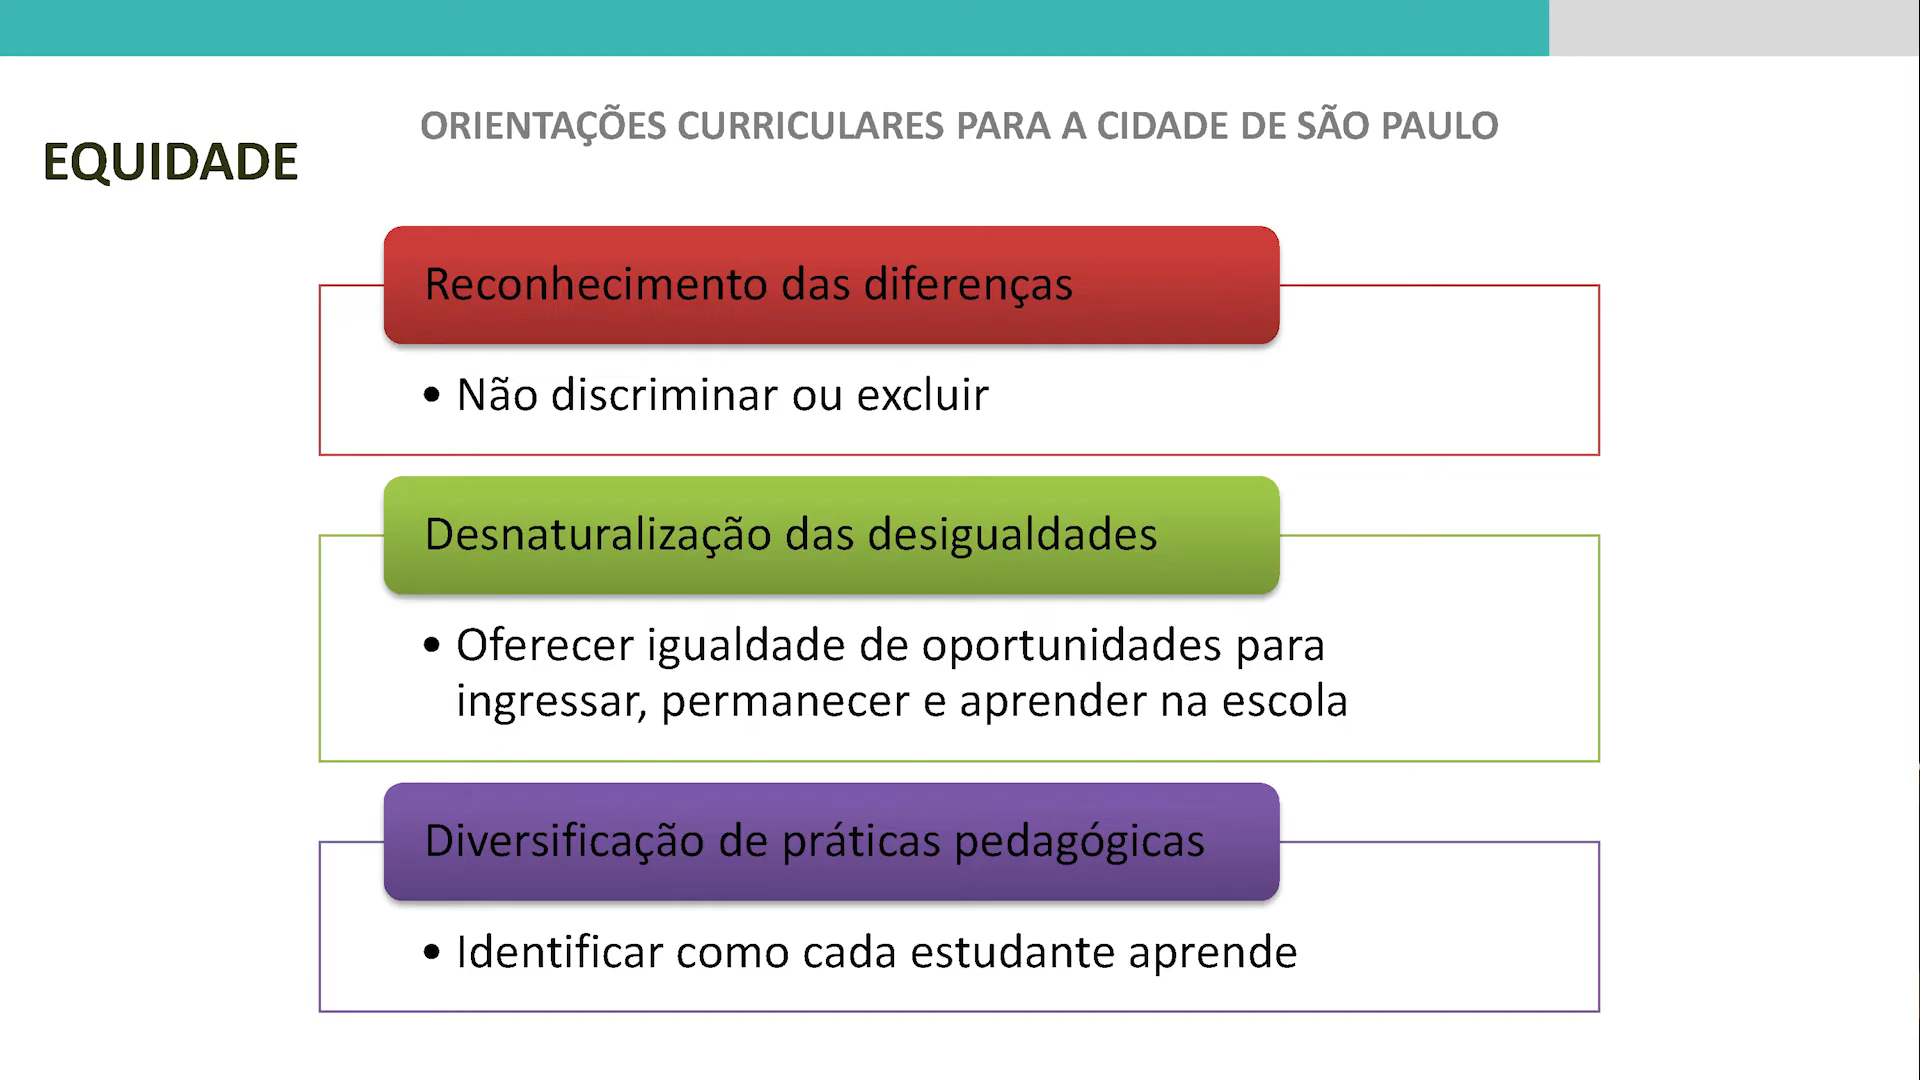 ORIENTAÇÕES CURRICULARES PARA A CIDADE DE SÃO PAULO
EQUIDADE
Reconhecimento das diferenças
• Não discriminar ou excluir
Desnaturalização das desigualdades
• Oferecer igualdade de oportunidades para
ingressar, permanecer e aprender na escola
Diversificação de práticas pedagógicas
• Identificar como cada estudante aprende